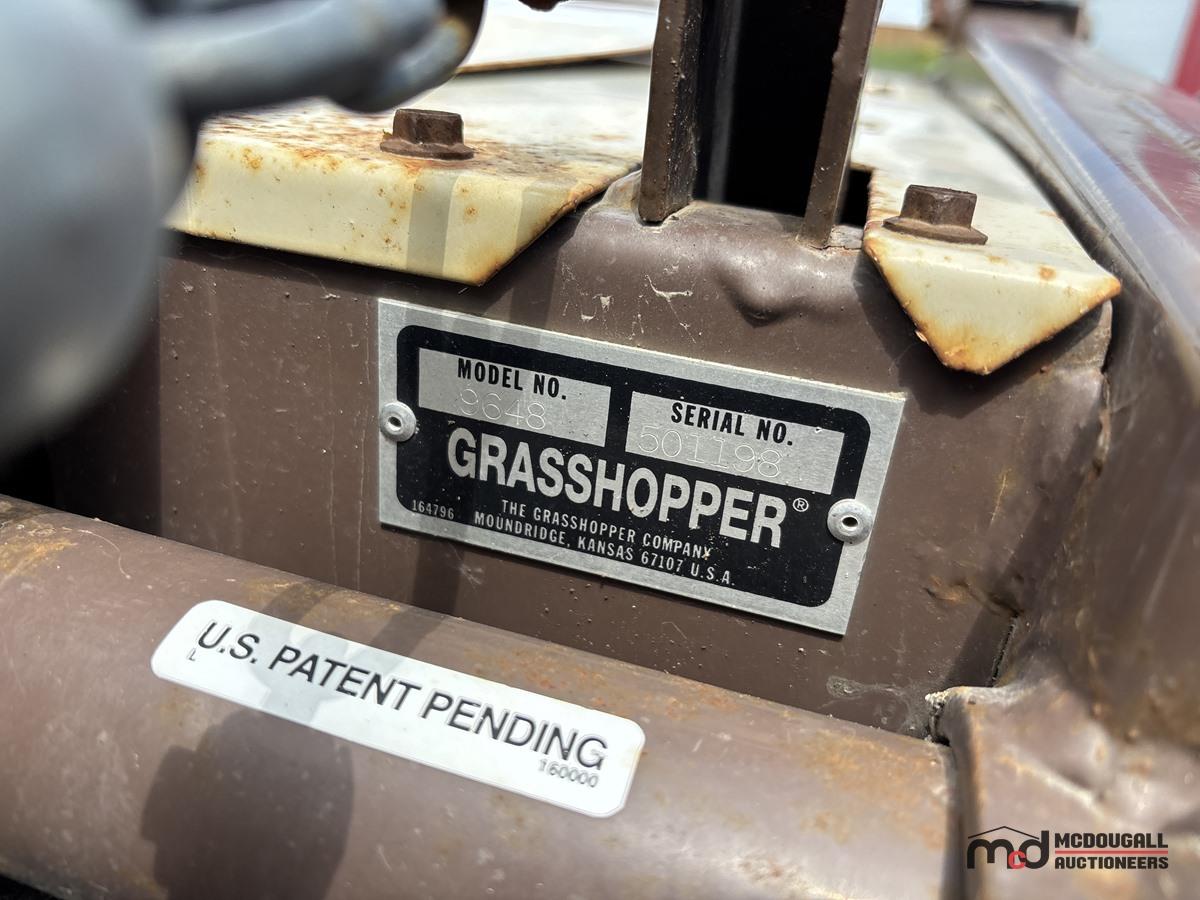 MODEL NO.
9648
SERIAL NO.
501198
GRASSHOPPER®
164796
THE GRASSHOPPER COMPANY
MOUNDRIDGE, KANSAS 67107 U.S.A.
U.S. PATENT PENDING
L
160000
mcd MCDOUGALL
AUCTIONEERS